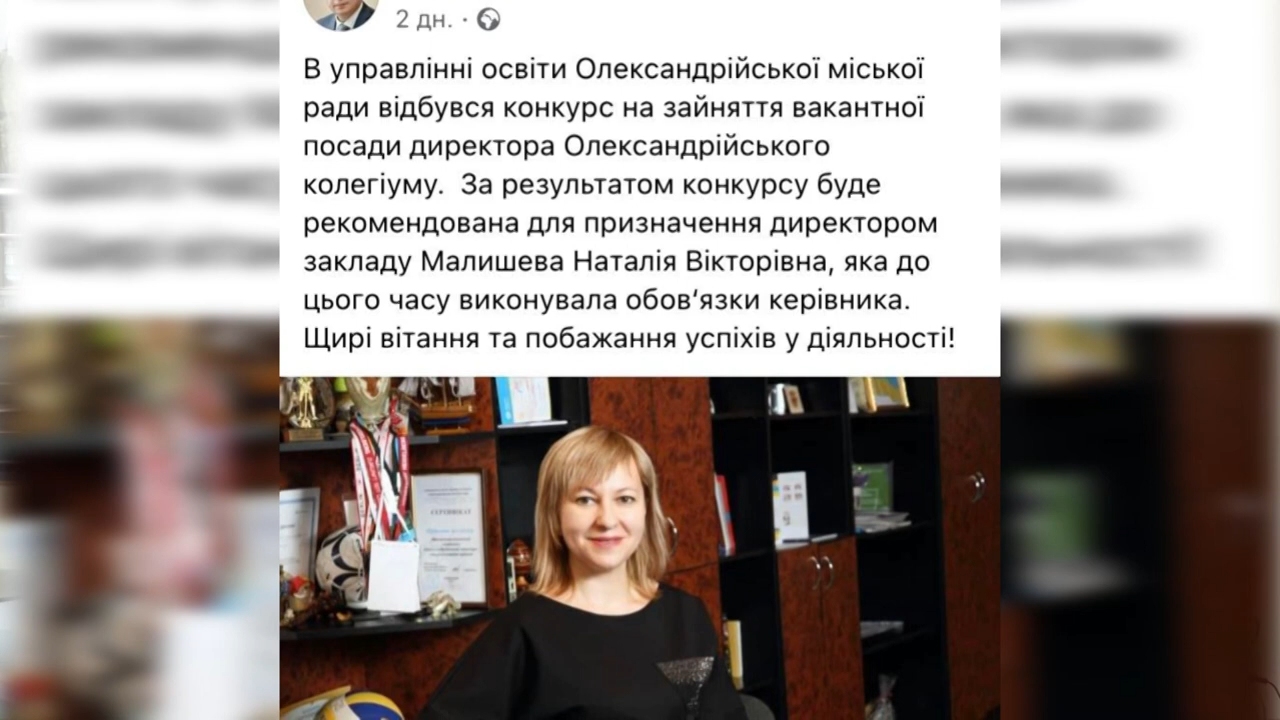 2 дн. ·
В управлінні освіти Олександрійської міської
ради відбувся конкурс на зайняття вакантної
посади директора Олександрійського
колегіуму.  За результатом конкурсу буде
рекомендована для призначення директором
закладу Малишева Наталія Вікторівна, яка до
цього часу виконувала обов‘язки керівника.
Щирі вітання та побажання успіхів у діяльності!
СЕРТИФІКАТ